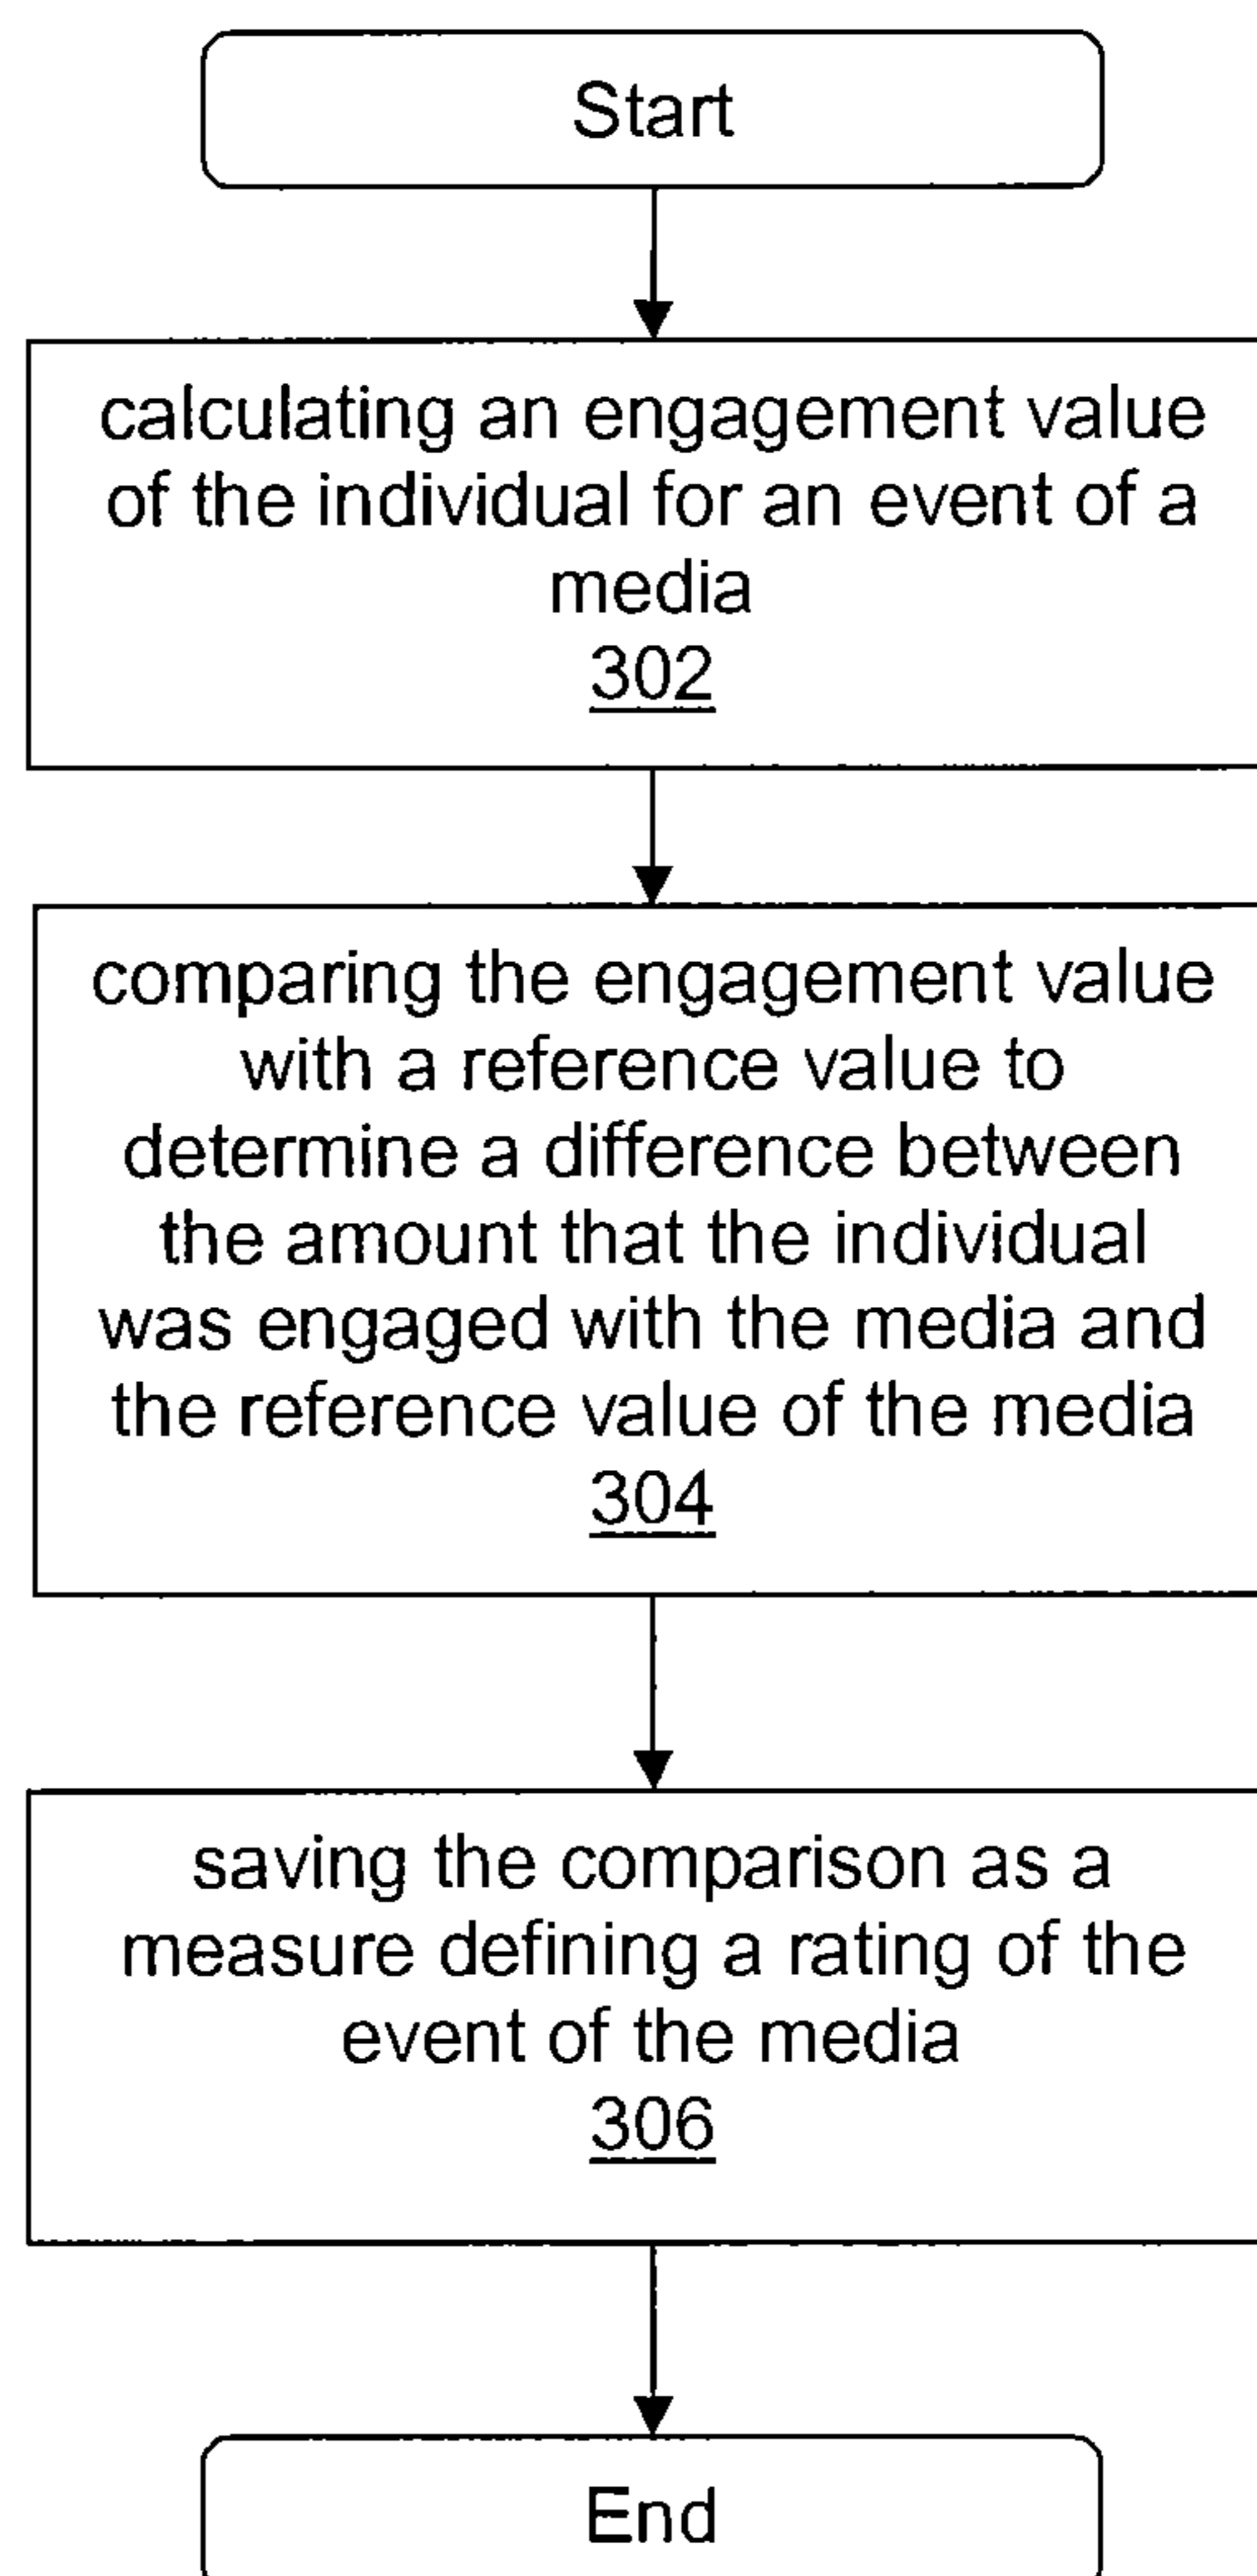 Start
calculating an engagement value
of the individual for an event of a
media
302
comparing the engagement value
with a reference value to
determine a difference between
the amount that the individual
was engaged with the media and
the reference value of the media
304
saving the comparison as a
measure defining a rating of the
event of the media
306
End